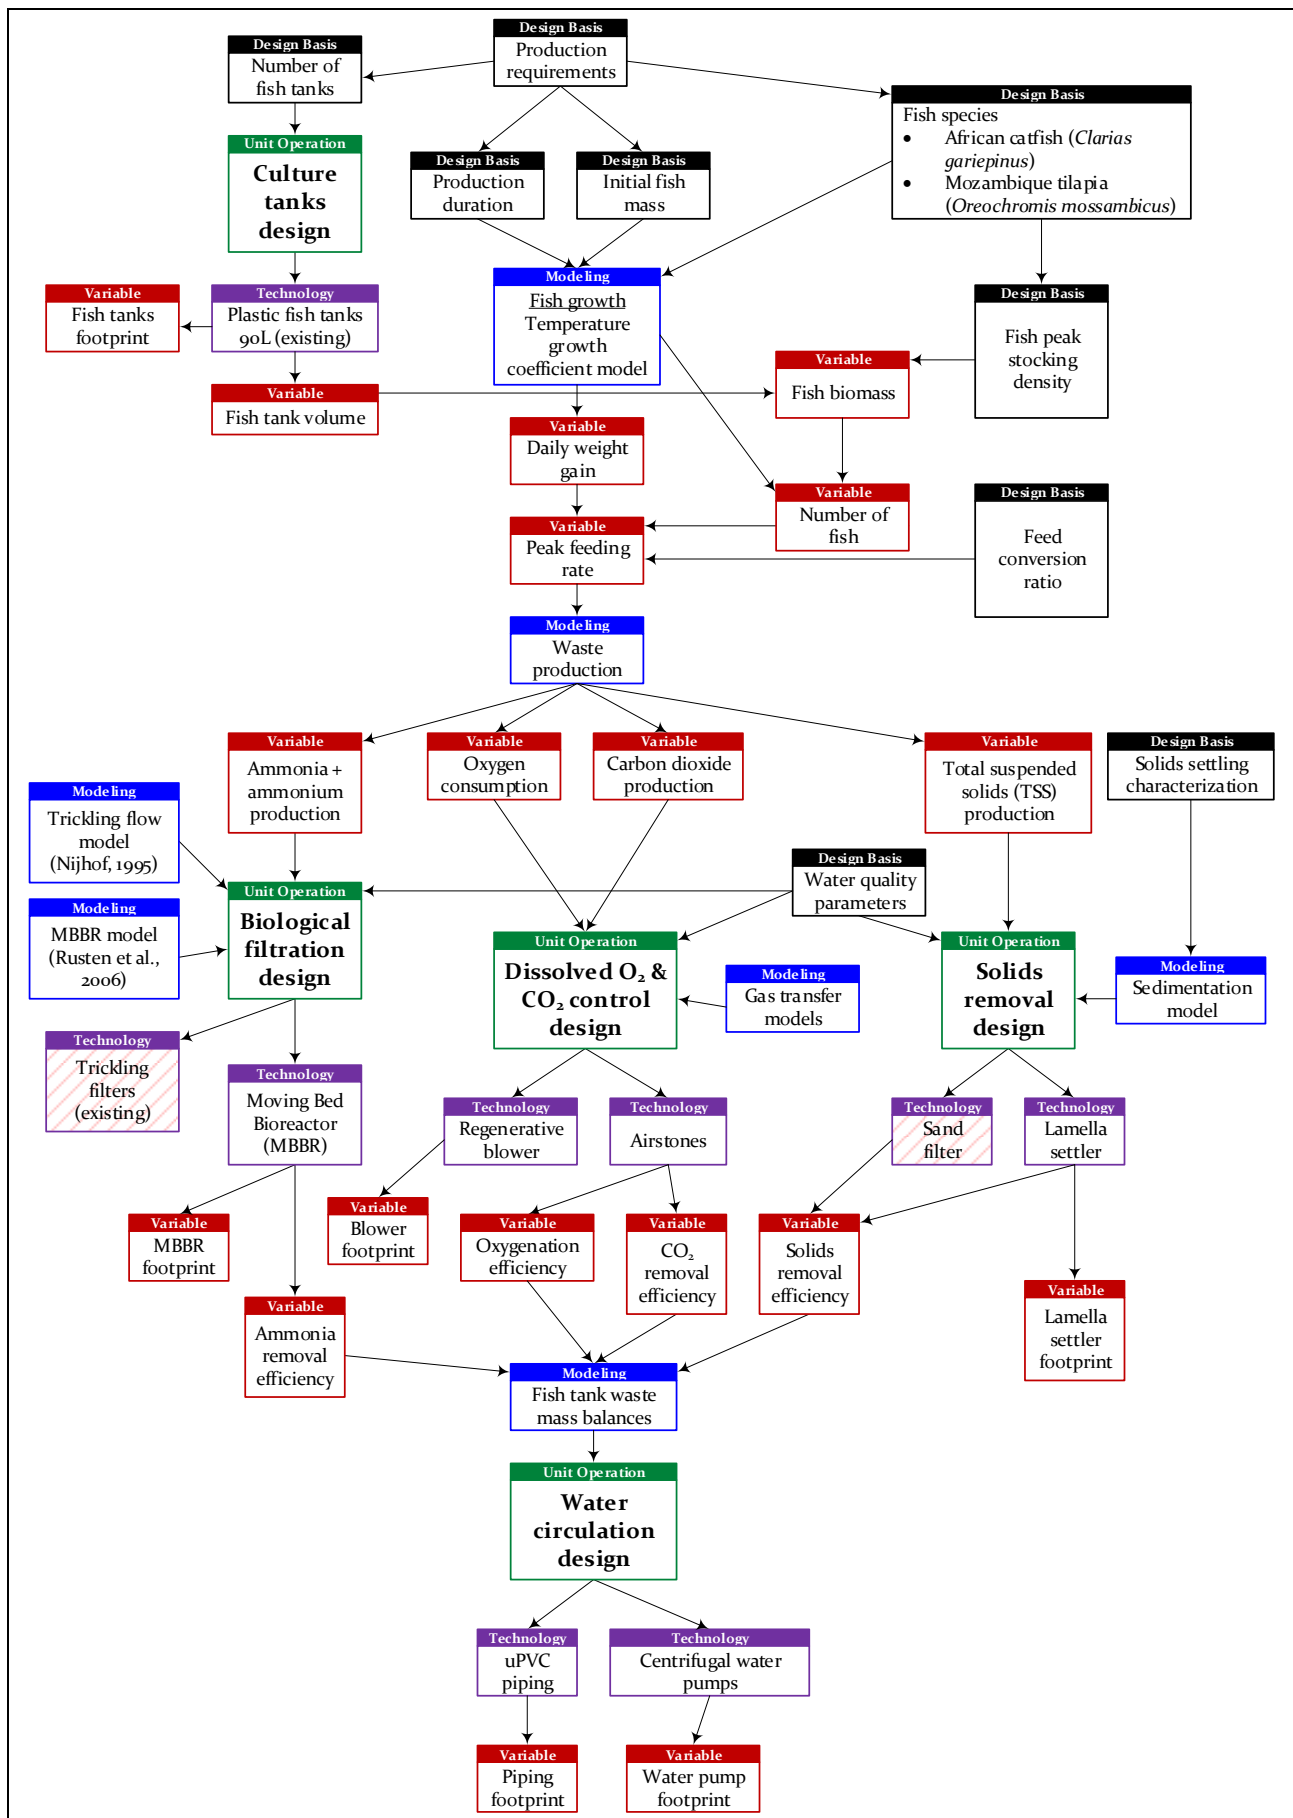 Design Basis
Production
requirements
Design Basis
Number of
fish tanks
Design Basis
Fish species
• African catfish (Clarias
gariepinus)
• Mozambique tilapia
(Oreochromis mossambicus)
Unit Operation
Culture
tanks
design
Design Basis
Production
duration
Design Basis
Initial fish
mass
Modeling
Fish growth
Temperature
growth
coefficient model
Variable
Fish tanks
footprint
Technology
Plastic fish tanks
90L (existing)
Design Basis
Fish peak
stocking
density
Variable
Fish biomass
Variable
Fish tank volume
Variable
Daily weight
gain
Variable
Number of
fish
Design Basis
Feed
conversion
ratio
Variable
Peak feeding
rate
Modeling
Waste
production
Variable
Ammonia +
ammonium
production
Variable
Oxygen
consumption
Variable
Carbon dioxide
production
Variable
Total suspended
solids (TSS)
production
Design Basis
Solids settling
characterization
Modeling
Trickling flow
model
(Nijhof, 1995)
Design Basis
Water quality
parameters
Unit Operation
Biological
filtration
design
Modeling
MBBR model
(Rusten et al.,
2006)
Unit Operation
Dissolved O₂ &
CO₂ control
design
Modeling
Gas transfer
models
Unit Operation
Solids
removal
design
Modeling
Sedimentation
model
Technology
Trickling
filters
(existing)
Technology
Moving Bed
Bioreactor
(MBBR)
Technology
Regenerative
blower
Technology
Airstones
Technology
Sand
filter
Technology
Lamella
settler
Variable
MBBR
footprint
Variable
Blower
footprint
Variable
Oxygenation
efficiency
Variable
CO₂
removal
efficiency
Variable
Solids
removal
efficiency
Variable
Lamella
settler
footprint
Variable
Ammonia
removal
efficiency
Modeling
Fish tank waste
mass balances
Unit Operation
Water
circulation
design
Technology
uPVC
piping
Technology
Centrifugal water
pumps
Variable
Piping
footprint
Variable
Water pump
footprint